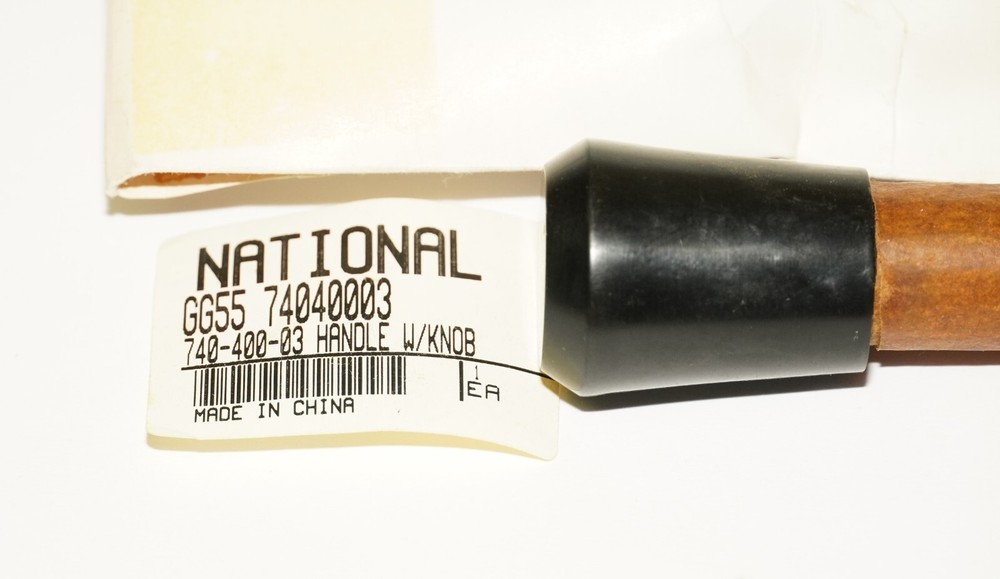 NATIONAL
GG55 74040003
740-400-03 HANDLE W/KNOB
1
EA
MADE IN CHINA